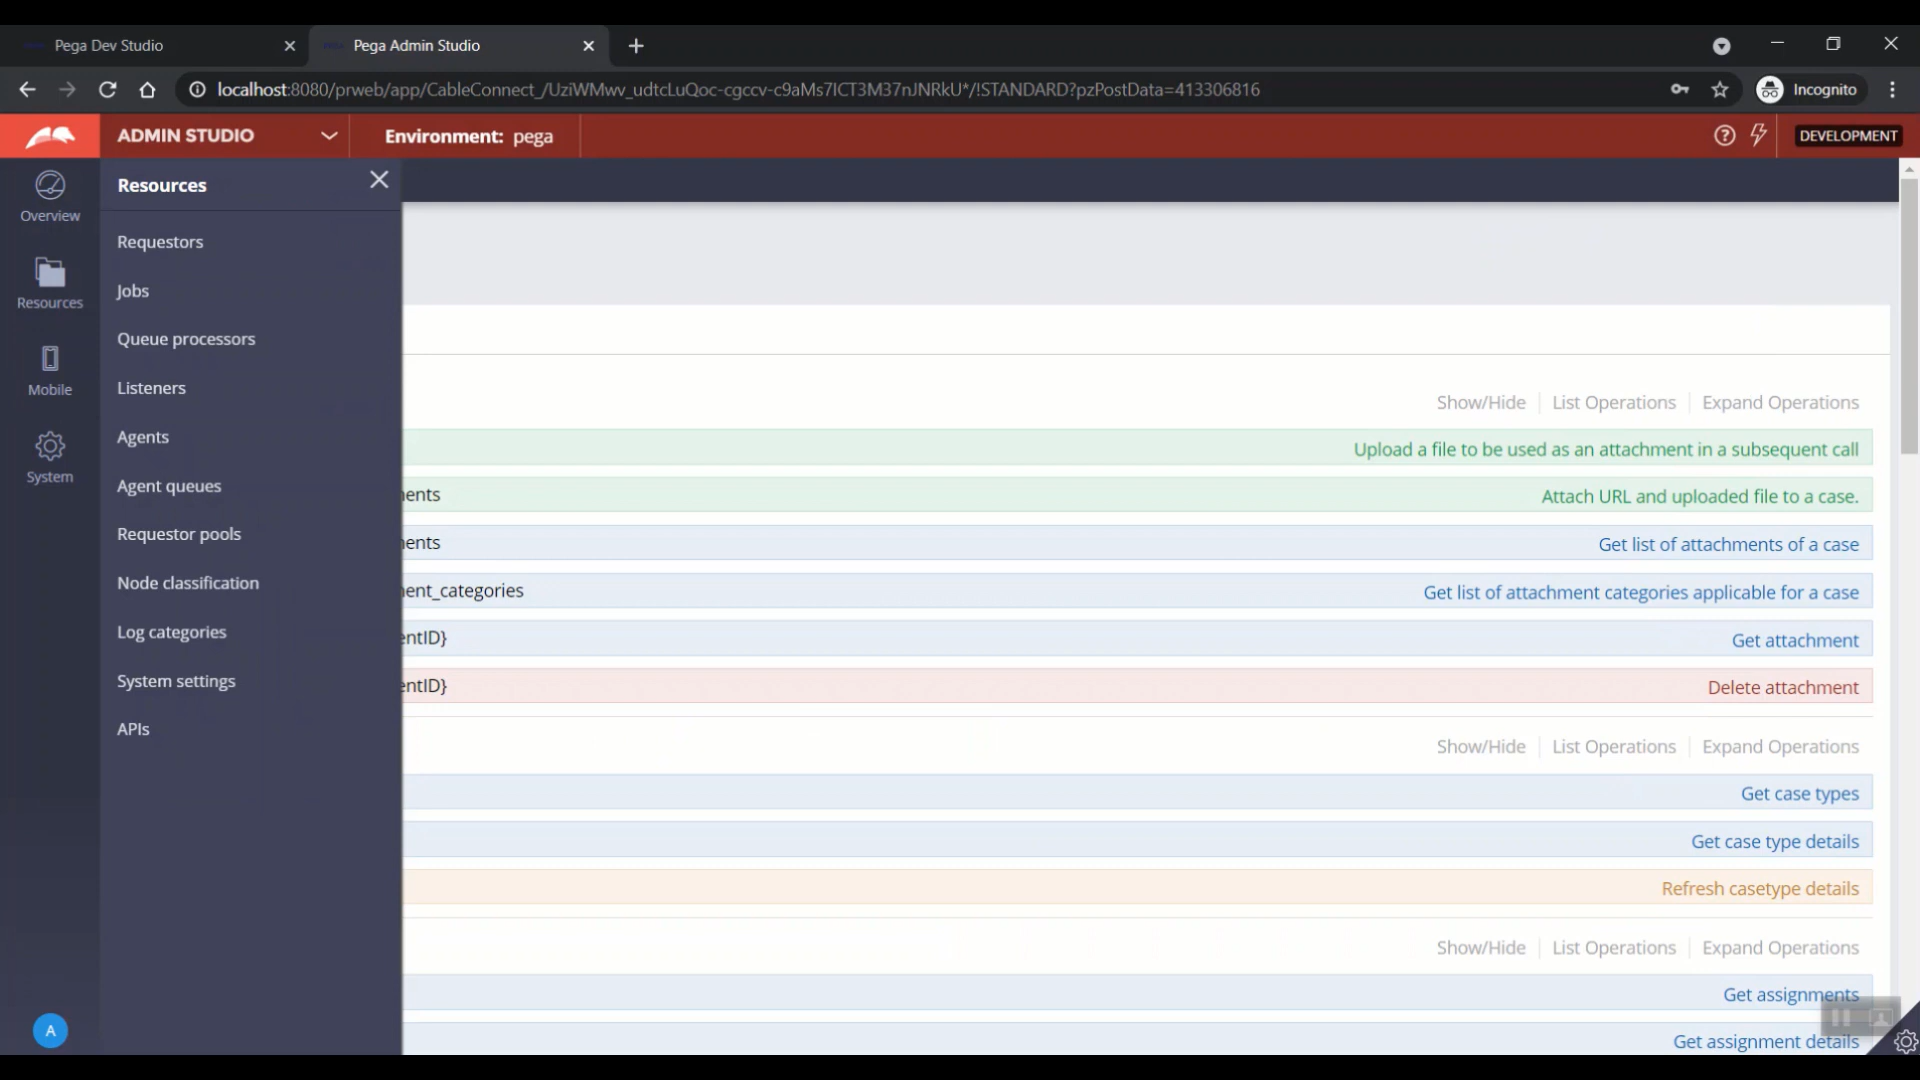 Pega Dev Studio
Pega Admin Studio
localhost:8080/prweb/app/CableConnect_/UziWMwv_udtcLuQoc-cgccv-c9aMs7ICT3M37nJNRkU*/!STANDARD?pzPostData=413306816
Incognito
ADMIN STUDIO
Environment: pega
DEVELOPMENT
Overview
Resources
Mobile
System
A
Resources
Requestors
Jobs
Queue processors
Listeners
Agents
Agent queues
Requestor pools
Node classification
Log categories
System settings
APIs
Show/Hide List Operations Expand Operations
Upload a file to be used as an attachment in a subsequent call
ents Attach URL and uploaded file to a case.
ents Get list of attachments of a case
ent_categories Get list of attachment categories applicable for a case
entID} Get attachment
entID} Delete attachment
Show/Hide List Operations Expand Operations
Get case types
Get case type details
Refresh casetype details
Show/Hide List Operations Expand Operations
Get assignments
Get assignment details